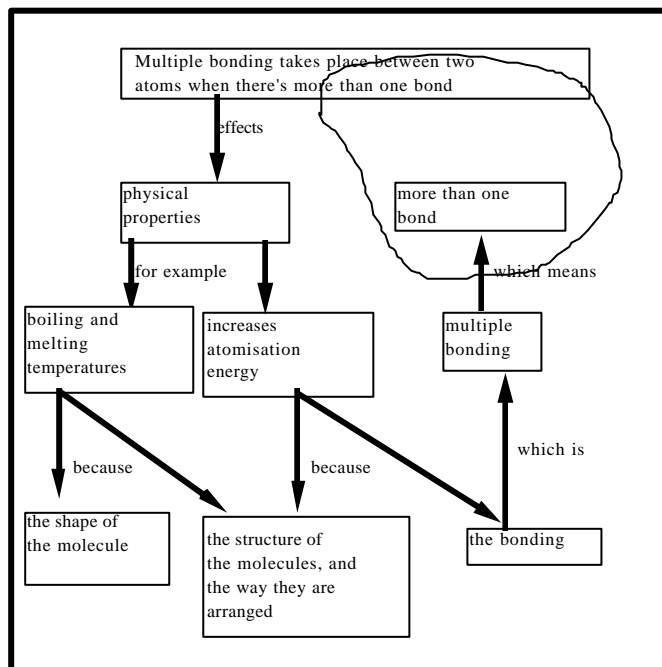 Multiple bonding takes place between two
atoms when there's more than one bond
effects
physical
properties
more than one
bond
for example
which means
boiling and
melting
temperatures
increases
atomisation
energy
multiple
bonding
because
because
which is
the shape of
the molecule
the structure of
the molecules, and
the way they are
arranged
the bonding